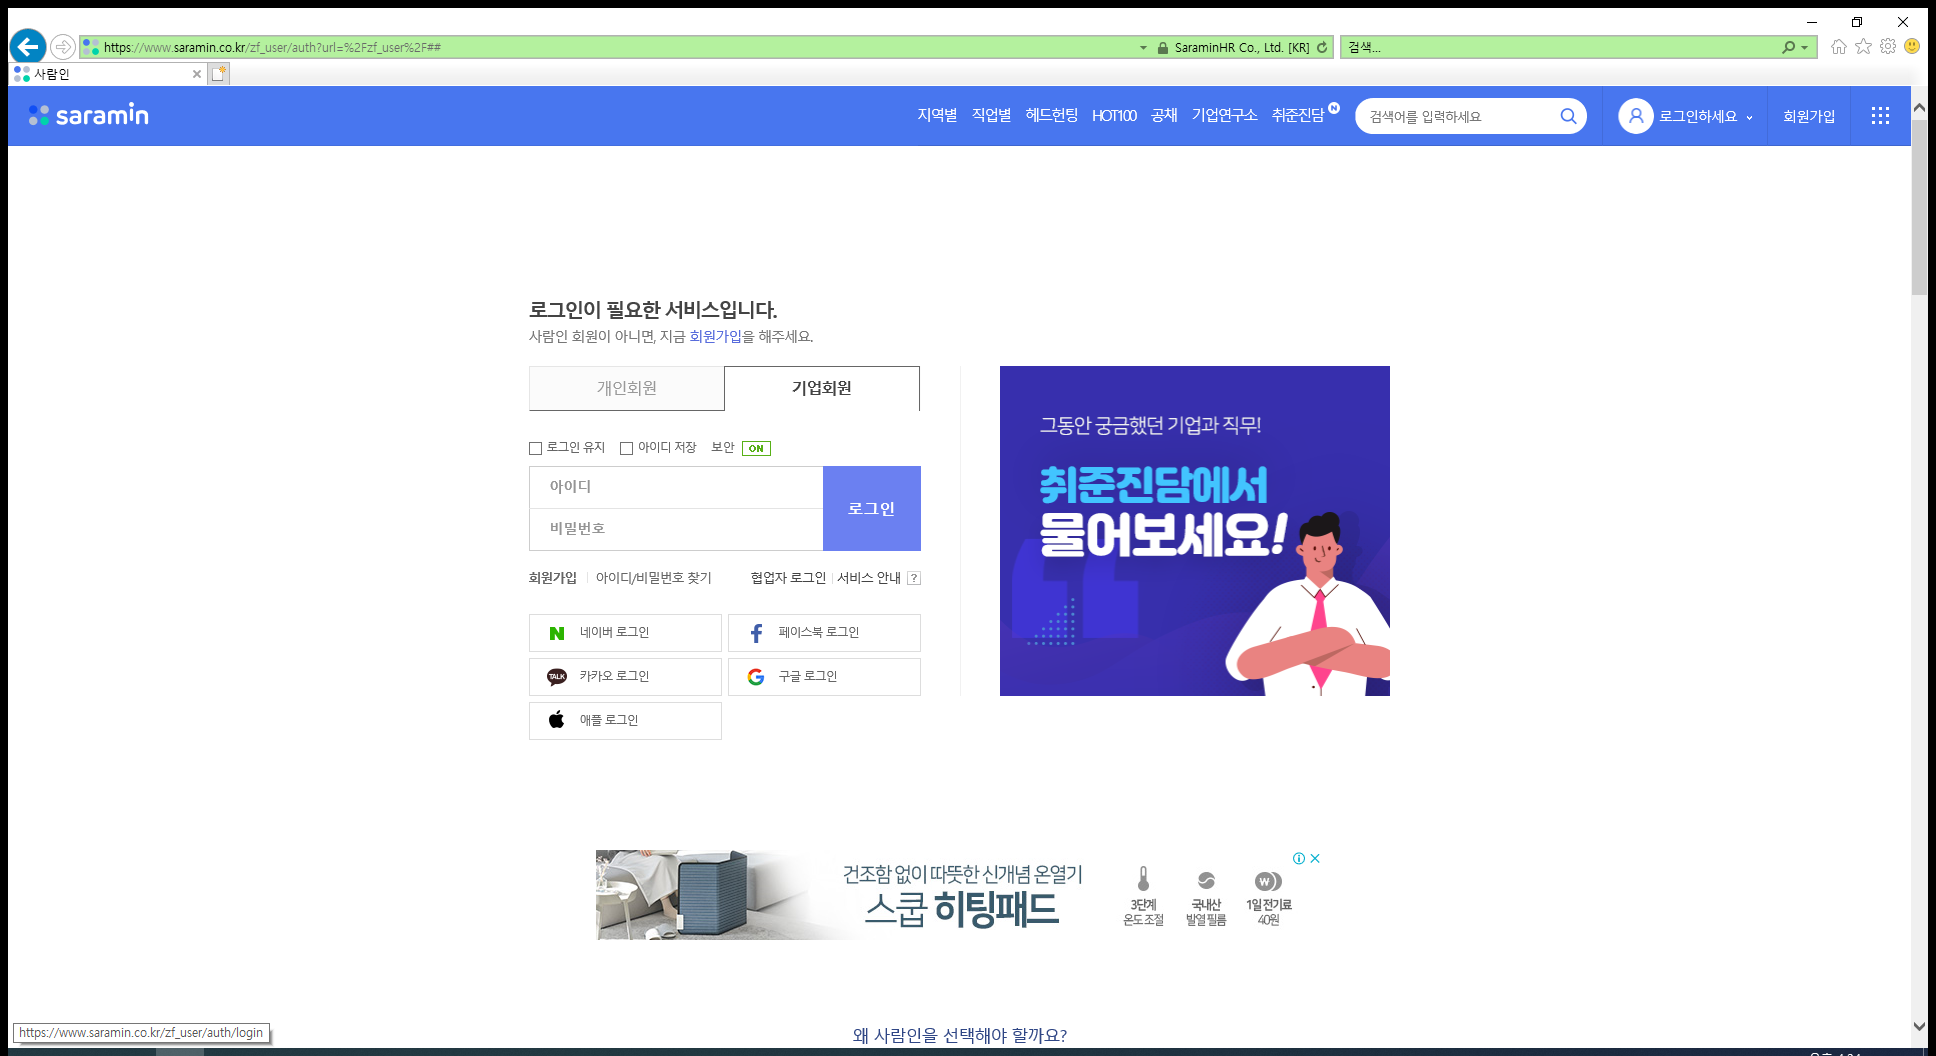 https://www.saramin.co.kr/zf_user/auth?url=%2Fzf_user%2F##
SaraminHR Co., Ltd. [KR]
검색...
사람인
saramin
지역별 직업별 헤드헌팅 HOT100 공채 기업연구소 취준진담 N
검색어를 입력하세요
로그인하세요
회원가입
로그인이 필요한 서비스입니다.
사람인 회원이 아니면, 지금 회원가입을 해주세요.
개인회원
기업회원
로그인 유지 아이디 저장 보안 ON
아이디
비밀번호
로그인
회원가입 아이디/비밀번호 찾기 협업자 로그인 서비스 안내 ?
네이버 로그인
페이스북 로그인
TALK 카카오 로그인
구글 로그인
애플 로그인
그동안 궁금했던 기업과 직무!
취준진담에서
물어보세요!
건조함 없이 따뜻한 신개념 온열기
스쿱 히팅패드
3단계
온도 조절
국내산
발열 필름
1일 전기료
40원
왜 사람인을 선택해야 할까요?
https://www.saramin.co.kr/zf_user/auth/login